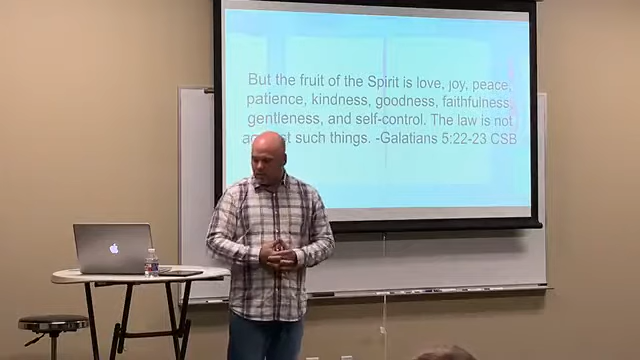 But the fruit of the Spirit is love, joy, peace,
patience, kindness, goodness, faithfulness,
gentleness, and self-control. The law is not
such things. -Galatians 5:22-23 CSB